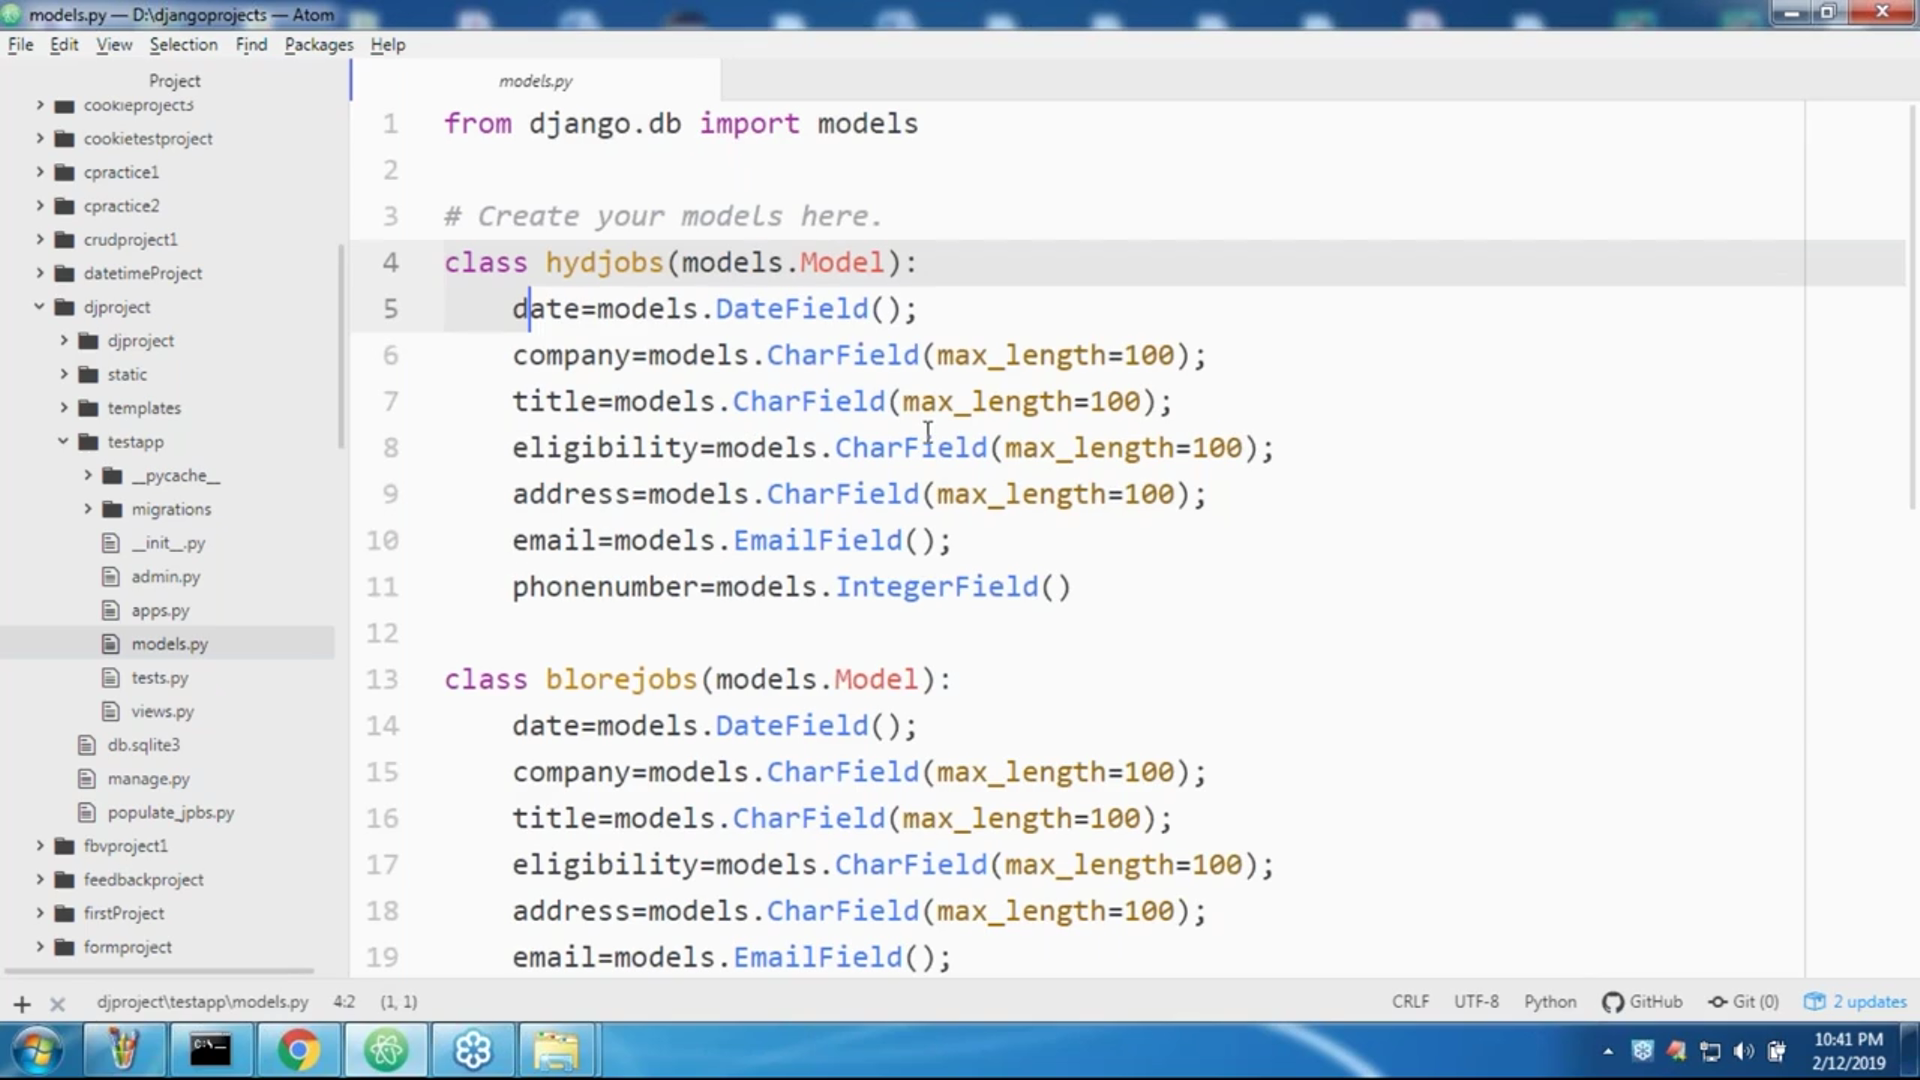 models.py — D:\djangoprojects — Atom
File Edit View Selection Find Packages Help
Project
cookieproject3
cookietestproject
cpractice1
cpractice2
crudproject1
datetimeProject
djproject
djproject
static
templates
testapp
__pycache__
migrations
__init__.py
admin.py
apps.py
models.py
tests.py
views.py
db.sqlite3
manage.py
populate_jpbs.py
fbvproject1
feedbackproject
firstProject
formproject
models.py
1 from django.db import models
2
3 # Create your models here.
4 class hydjobs(models.Model):
5 date=models.DateField();
6 company=models.CharField(max_length=100);
7 title=models.CharField(max_length=100);
8 eligibility=models.CharField(max_length=100);
9 address=models.CharField(max_length=100);
10 email=models.EmailField();
11 phonenumber=models.IntegerField()
12
13 class blorejobs(models.Model):
14 date=models.DateField();
15 company=models.CharField(max_length=100);
16 title=models.CharField(max_length=100);
17 eligibility=models.CharField(max_length=100);
18 address=models.CharField(max_length=100);
19 email=models.EmailField();
djproject\testapp\models.py 4:2 (1, 1) CRLF UTF-8 Python GitHub Git (0) 2 updates
C:\_
10:41 PM
2/12/2019